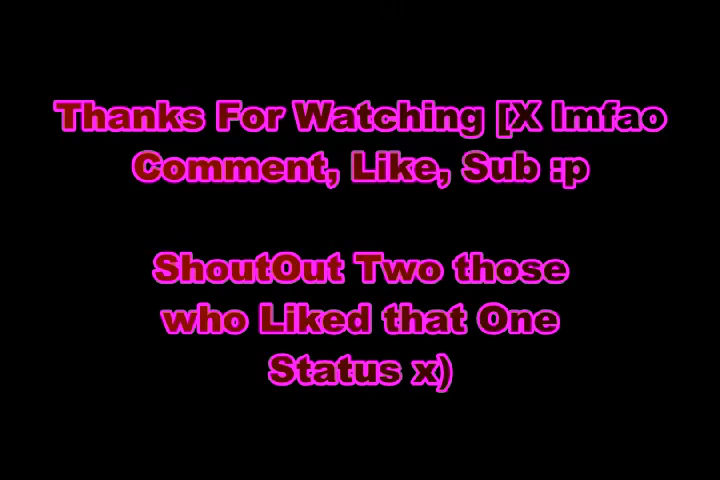 Thanks For Watching [X lmfao
Comment, Like, Sub :p
ShoutOut Two those
who Liked that One
Status x)